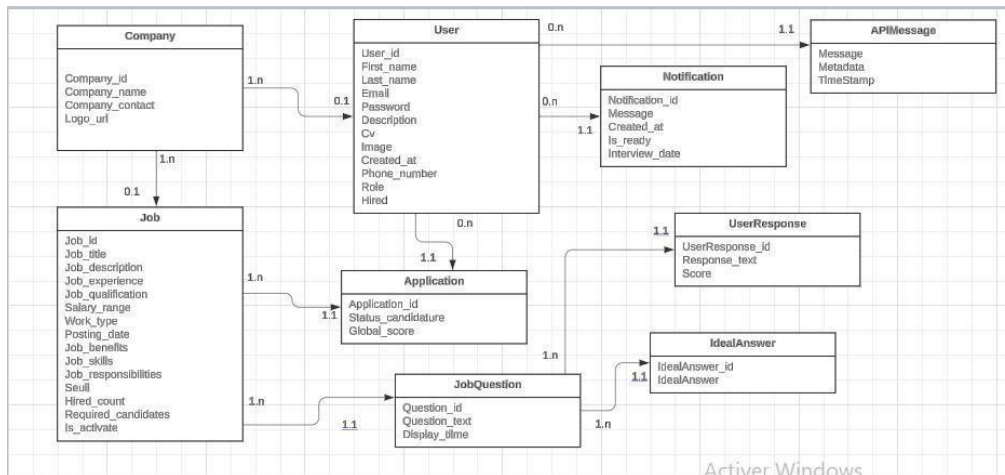 Company
Company_id
Company_name
Company_contact
Logo_url
1.n
0.1
1.n
0.1
User
User_id
First_name
Last_name
Email
Password
Description
Cv
Image
Created_at
Phone_number
Role
Hired
0.n
1.1
APIMessage
Message
Metadata
TimeStamp
0.n
1.1
Notification
Notification_id
Message
Created_at
Is_ready
Interview_date
0.n
1.1
Job
Job_id
Job_title
Job_description
Job_experience
Job_qualification
Salary_range
Work_type
Posting_date
Job_benefits
Job_skills
Job_responsibilities
Seuil
Hired_count
Required_candidates
Is_activate
1.n
1.1
Application
Application_id
Status_candidature
Global_score
1.n
1.1
JobQuestion
Question_id
Question_text
Display_time
1.n
1.1
UserResponse
UserResponse_id
Response_text
Score
1.n
1.1
IdealAnswer
IdealAnswer_id
IdealAnswer
Activer Windows